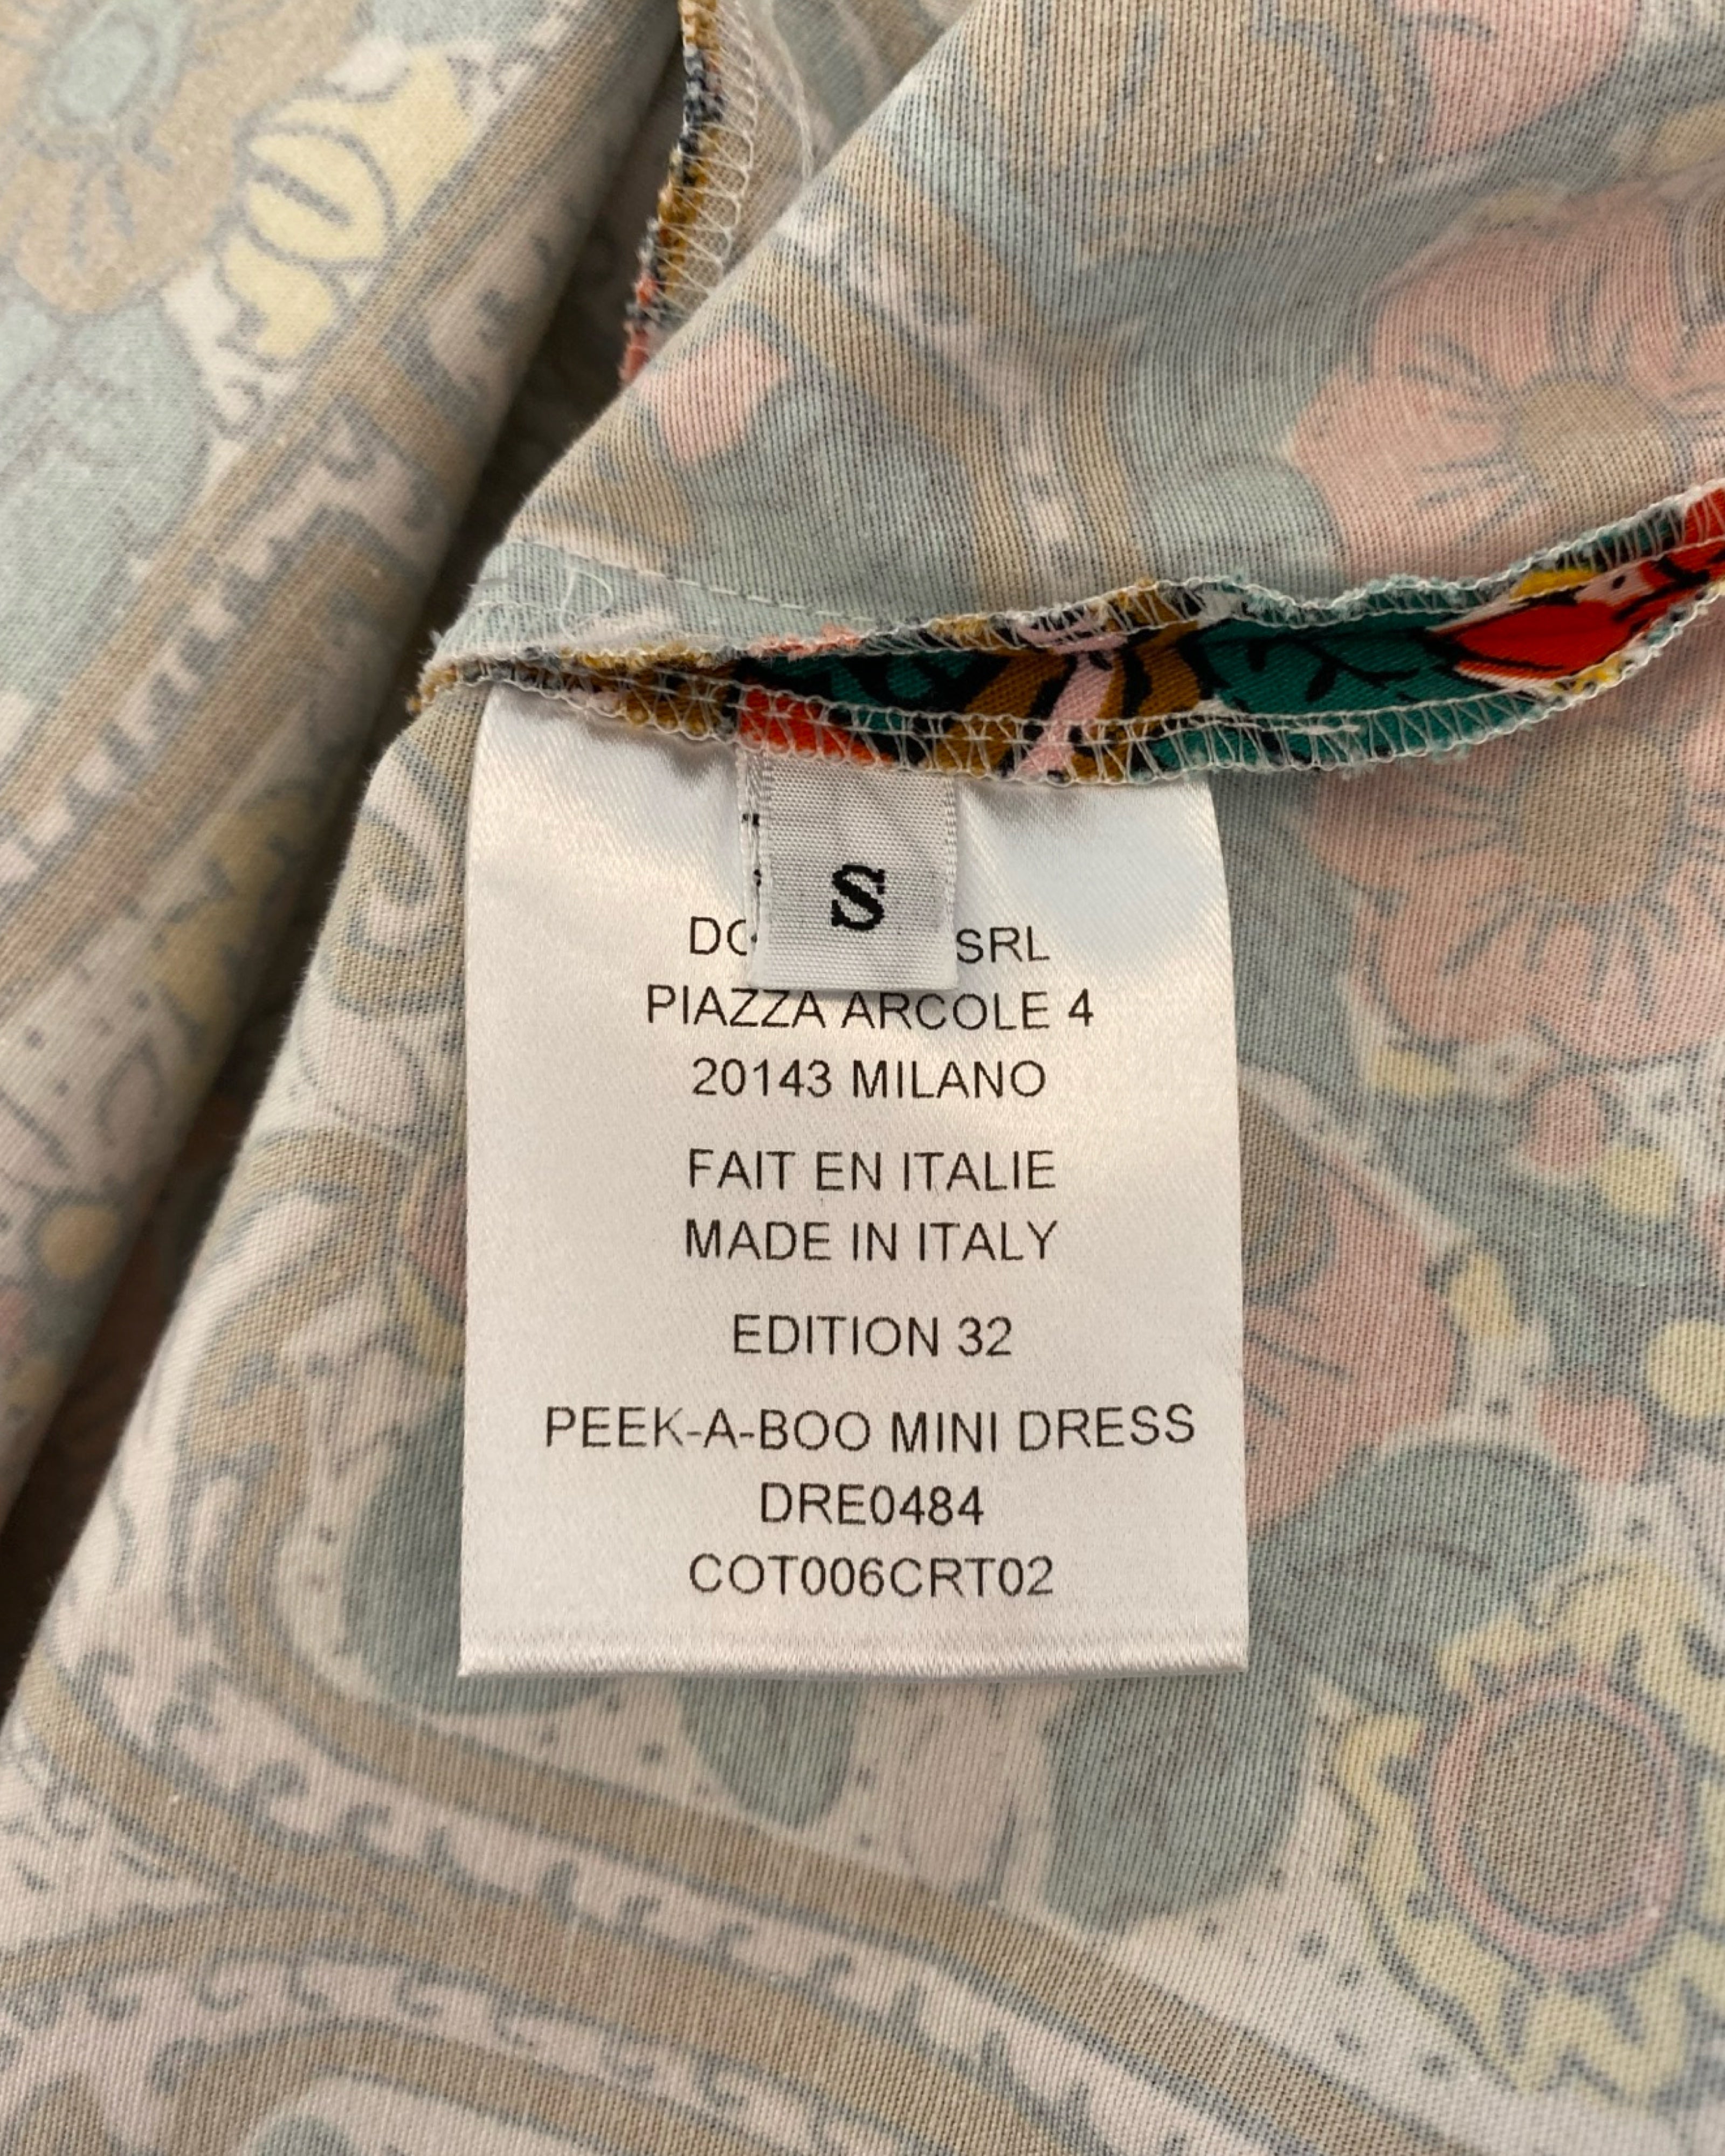 S
SRL
PIAZZA ARCOLE 4
20143 MILANO
FAIT EN ITALIE
MADE IN ITALY
EDITION 32
PEEK-A-BOO MINI DRESS
DRE0484
COT006CRT02